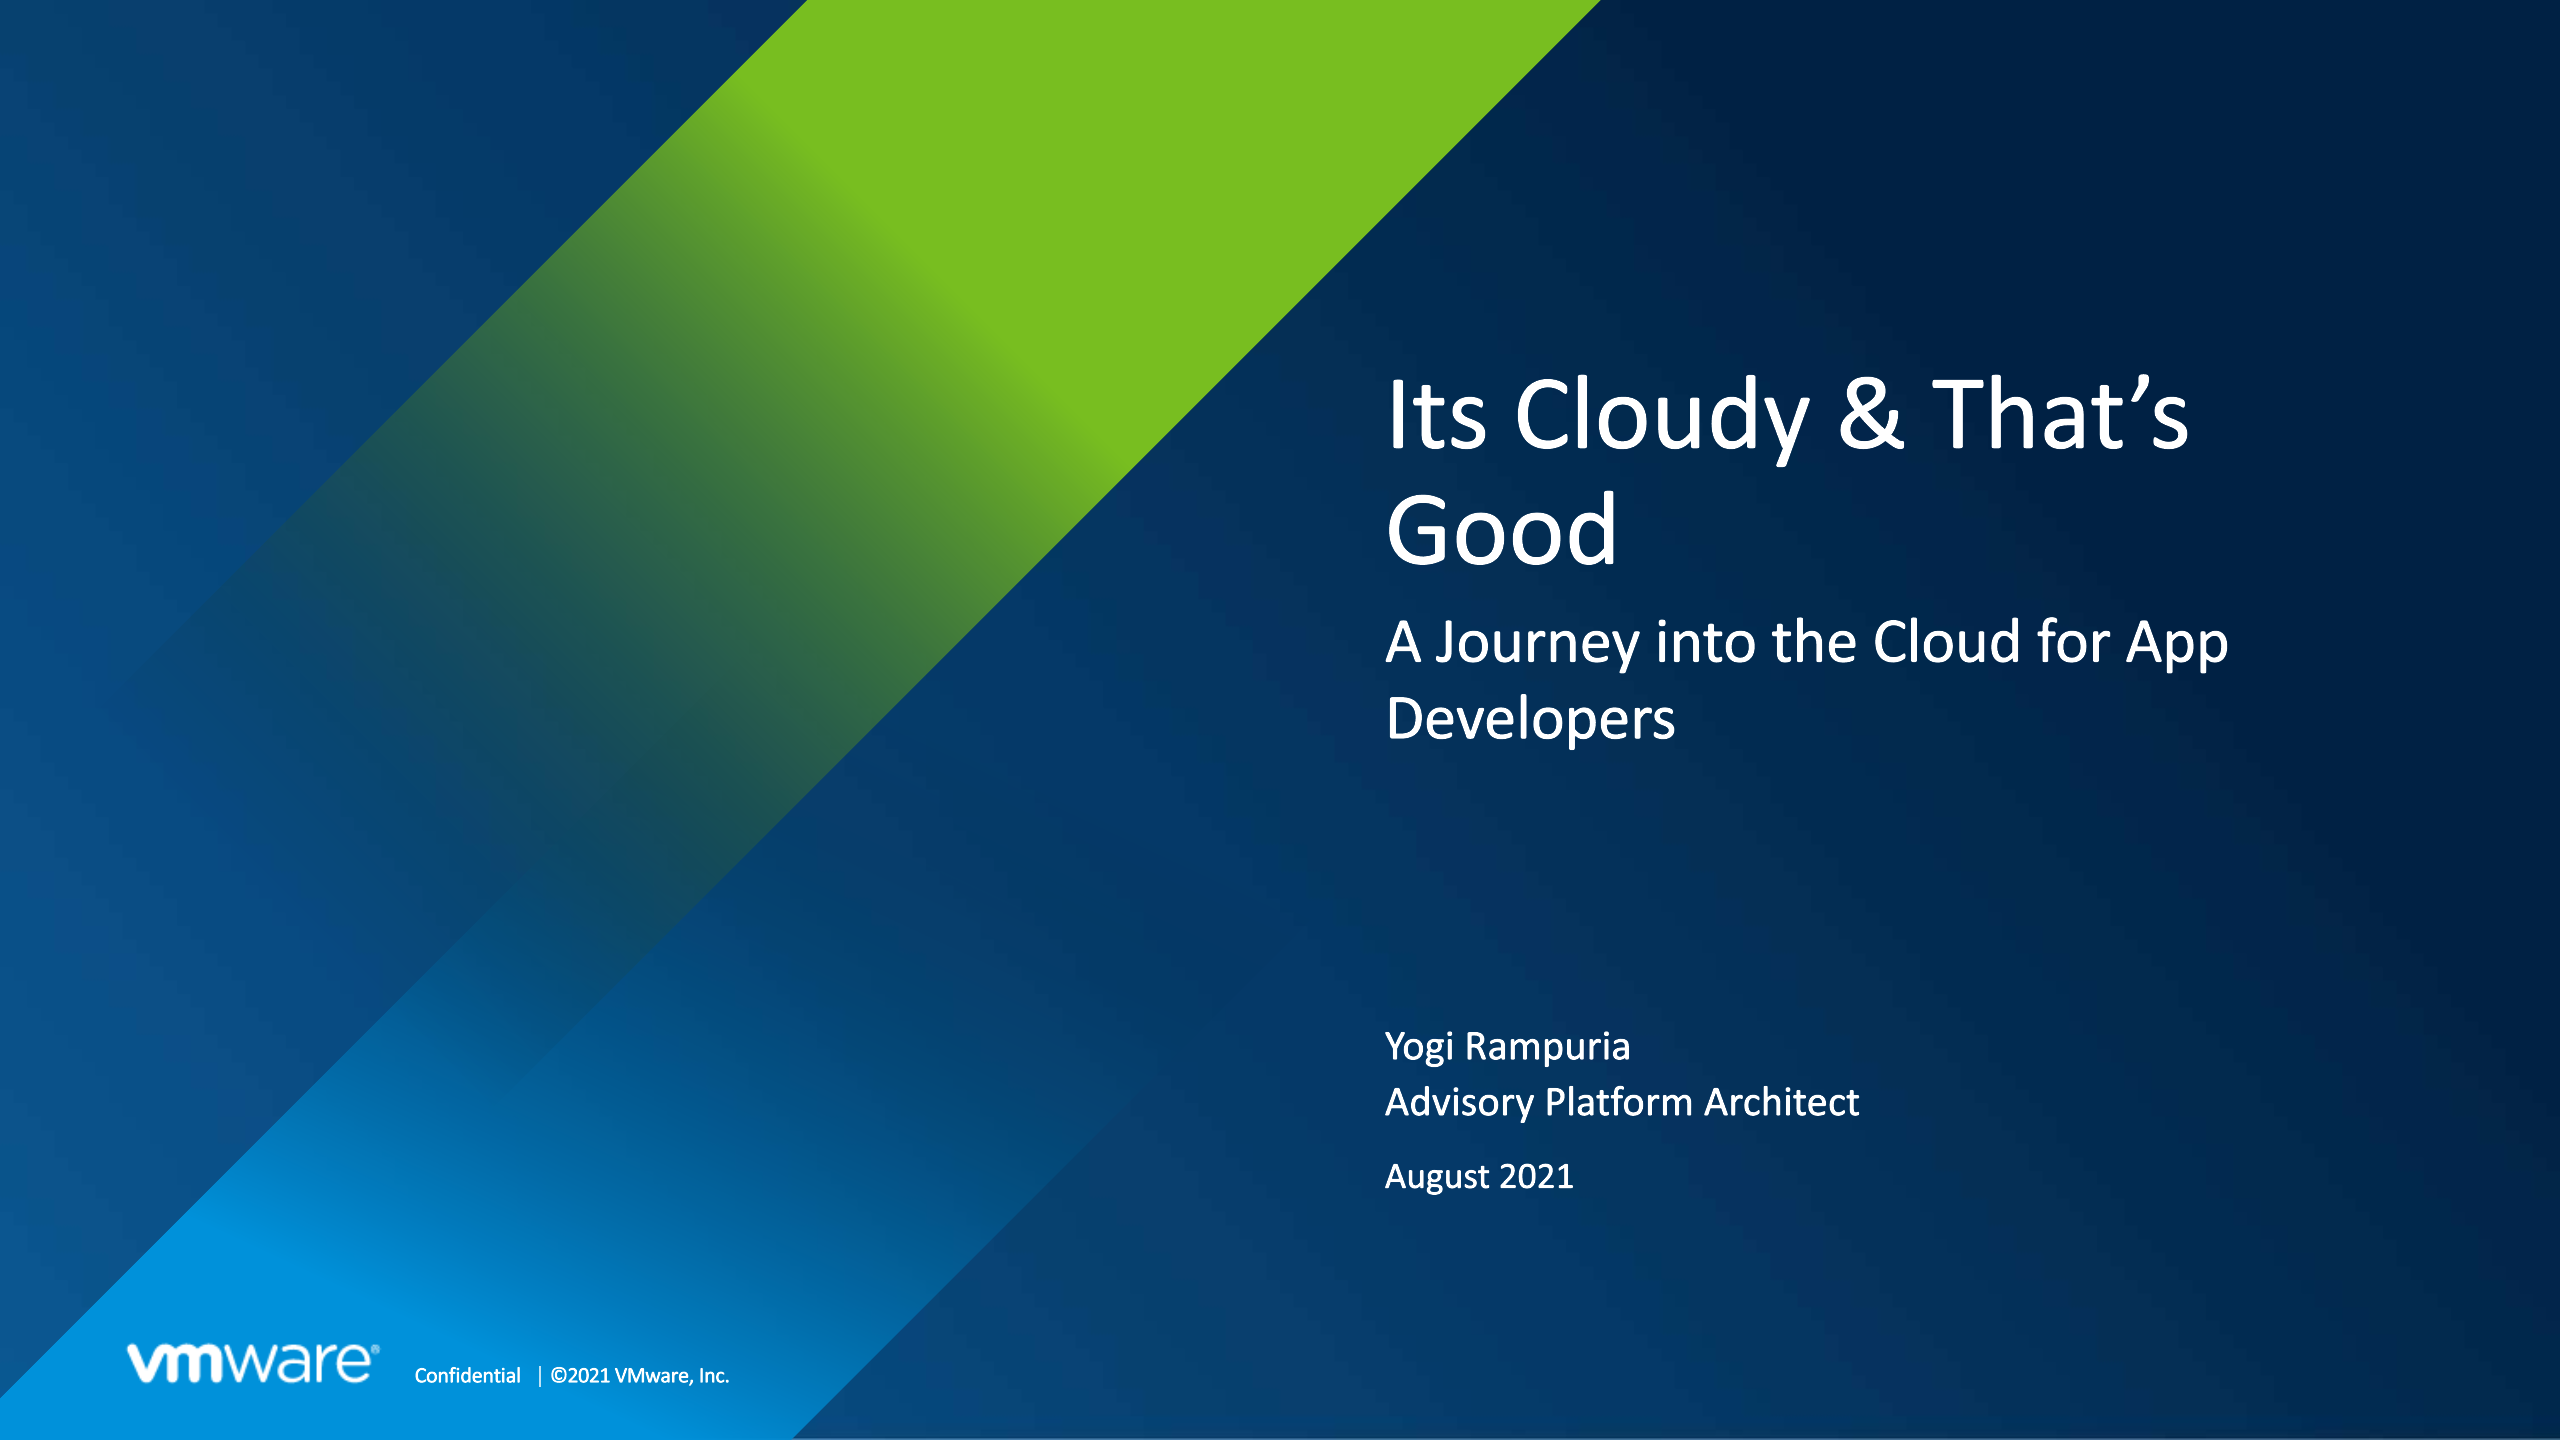 Its Cloudy & That’s
Good
A Journey into the Cloud for App
Developers
Yogi Rampuria
Advisory Platform Architect
August 2021
vmware®
Confidential | ©2021 VMware, Inc.